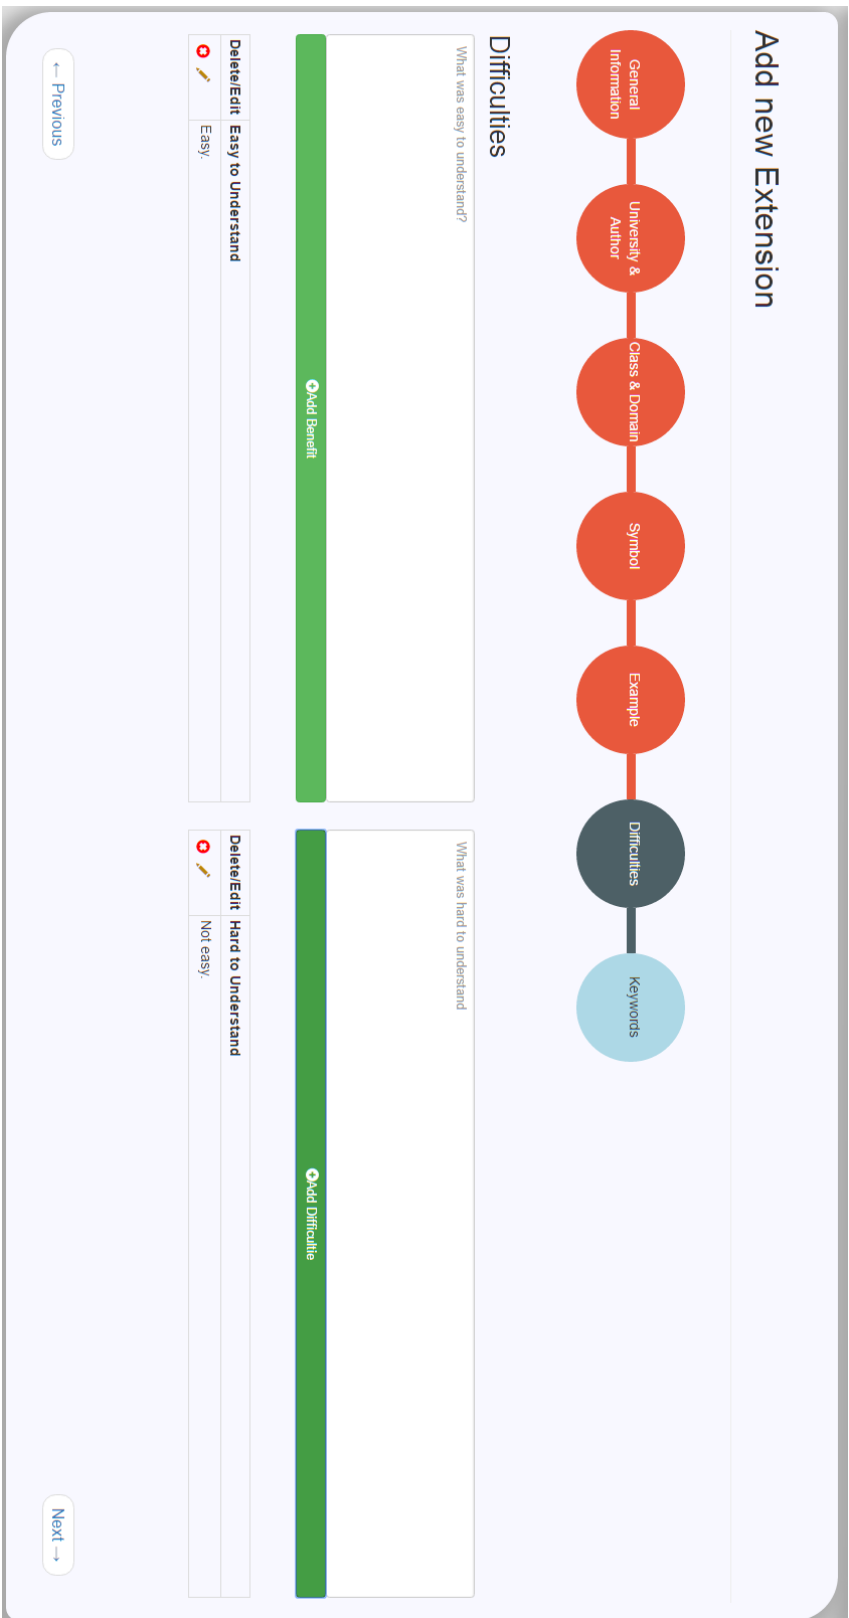 Add new Extension
General
Information
University &
Author
Class & Domain
Symbol
Example
Difficulties
Keywords
Difficulties
What was easy to understand?
Add Benefit
Delete/Edit Easy to Understand
Easy.
What was hard to understand
Add Difficultie
Delete/Edit Hard to Understand
Not easy.
← Previous
Next →